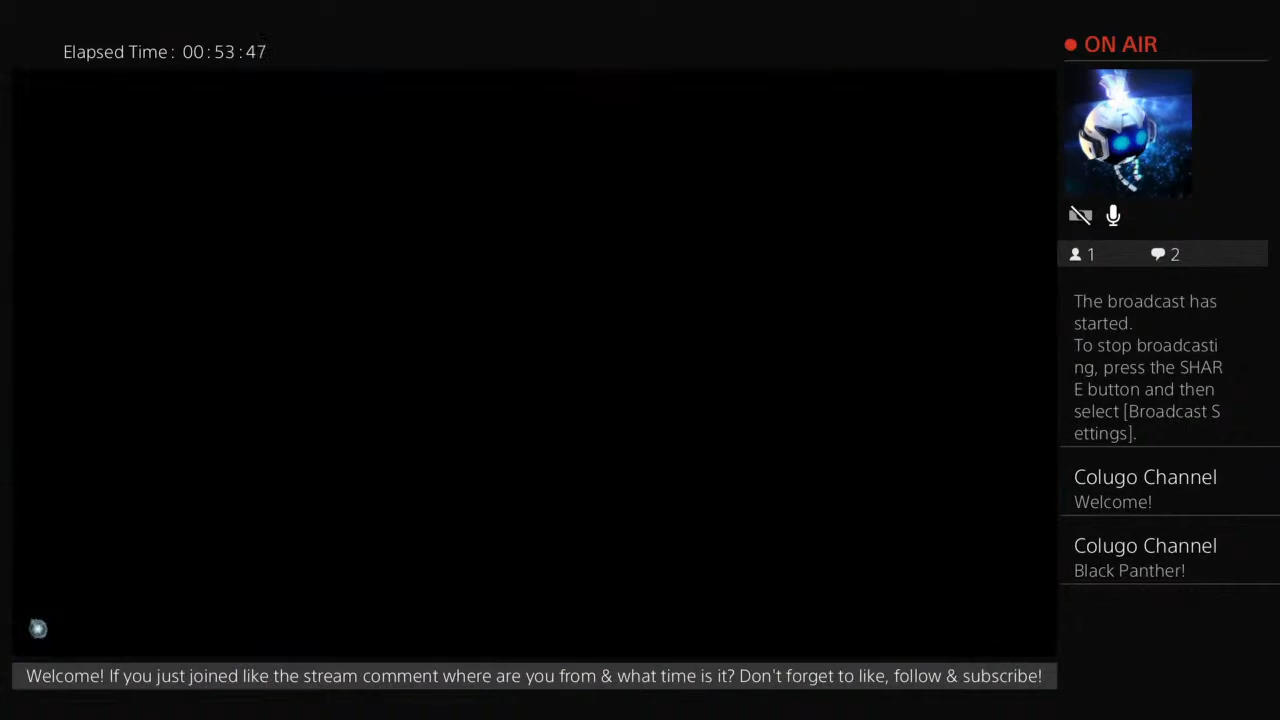 Elapsed Time: 00:53:47
ON AIR
1 2
The broadcast has
started.
To stop broadcasti
ng, press the SHAR
E button and then
select [Broadcast S
ettings].
Colugo Channel
Welcome!
Colugo Channel
Black Panther!
Welcome! If you just joined like the stream comment where are you from & what time is it? Don't forget to like, follow & subscribe!